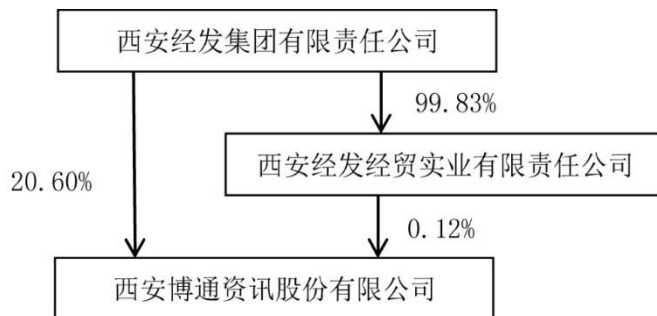 西安经发集团有限责任公司
99.83%
西安经发经贸实业有限责任公司
20.60%
0.12%
西安博通资讯股份有限公司